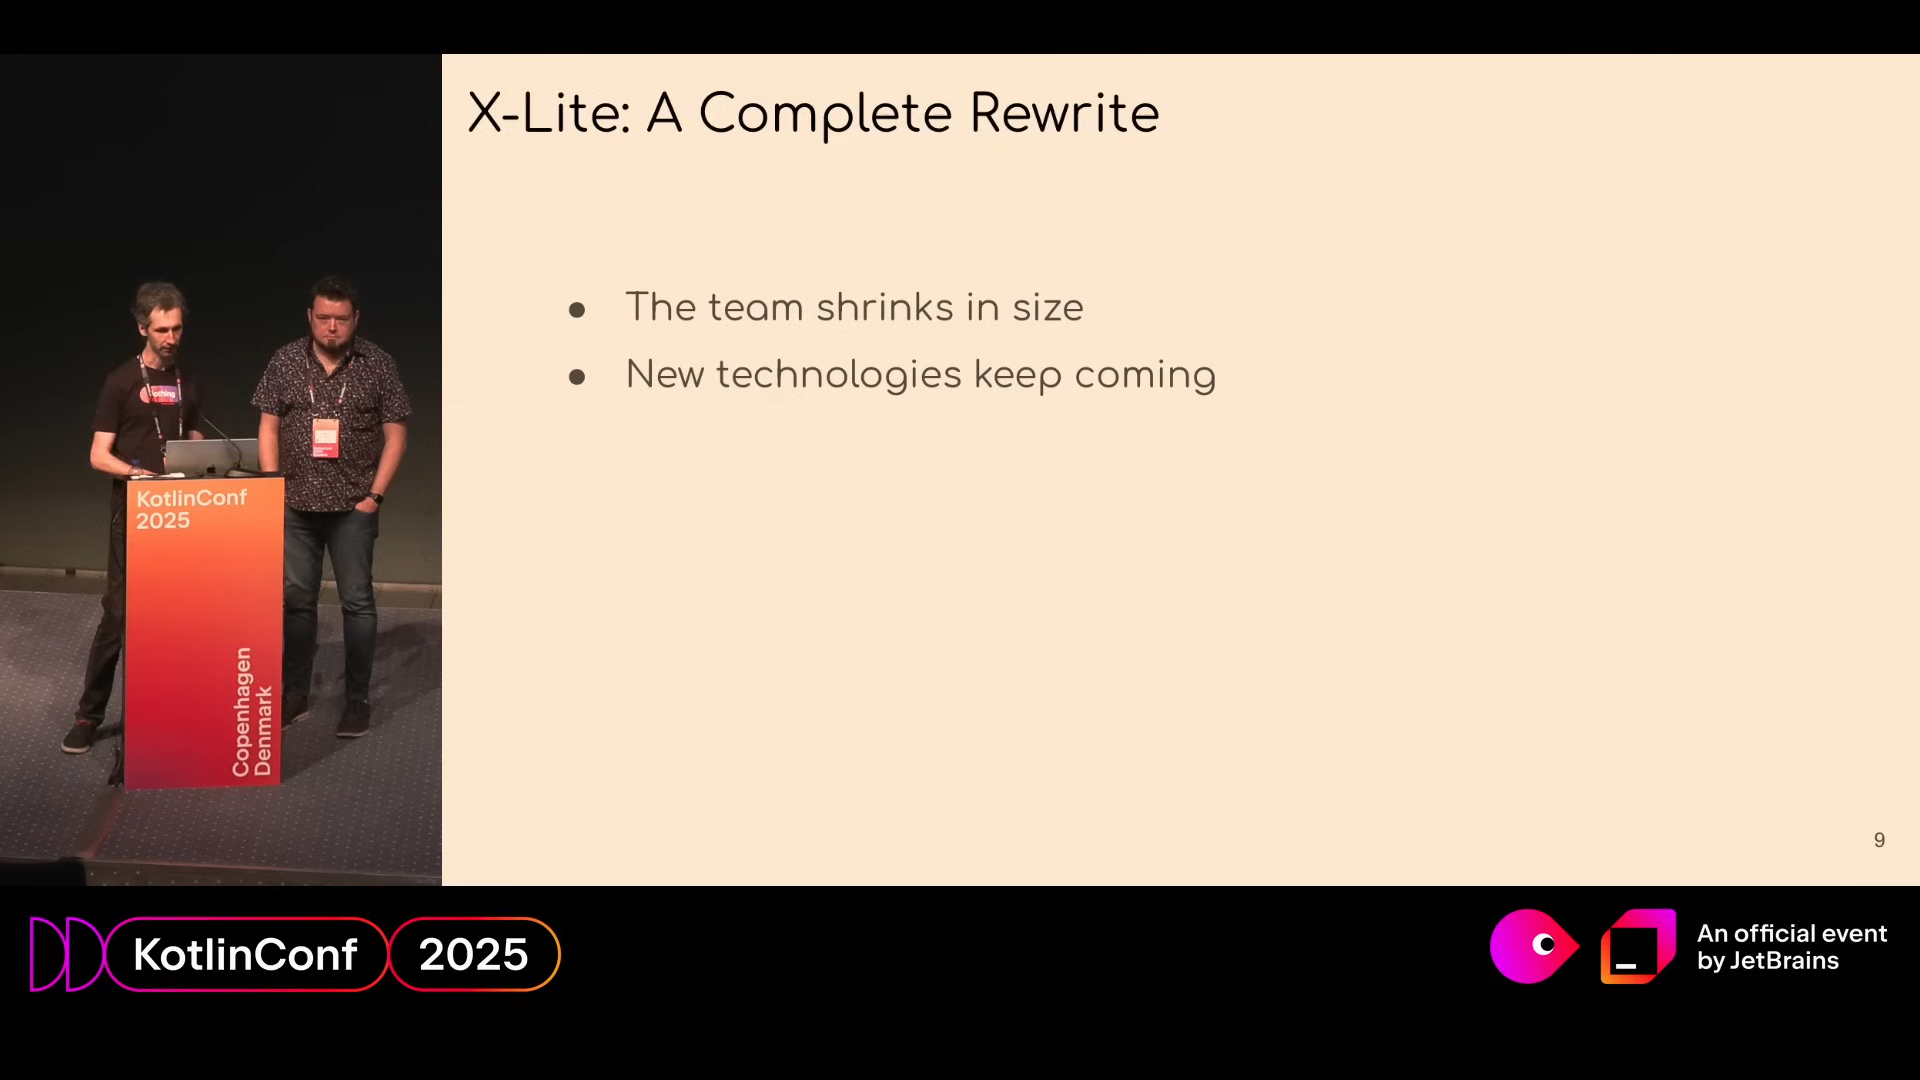 X-Lite: A Complete Rewrite
● The team shrinks in size
● New technologies keep coming
9
KotlinConf
2025
Copenhagen
Denmark
KotlinConf 2025
An official event
by JetBrains